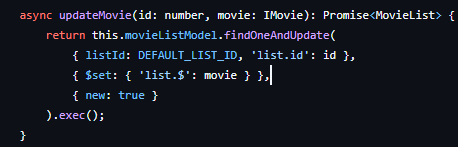 async updateMovie(id: number, movie: IMovie): Promise<MovieList> {
return this.movieListModel.findOneAndUpdate(
{ listId: DEFAULT_LIST_ID, 'list.id': id },
{ $set: { 'list.$': movie } },
{ new: true }
).exec();
}